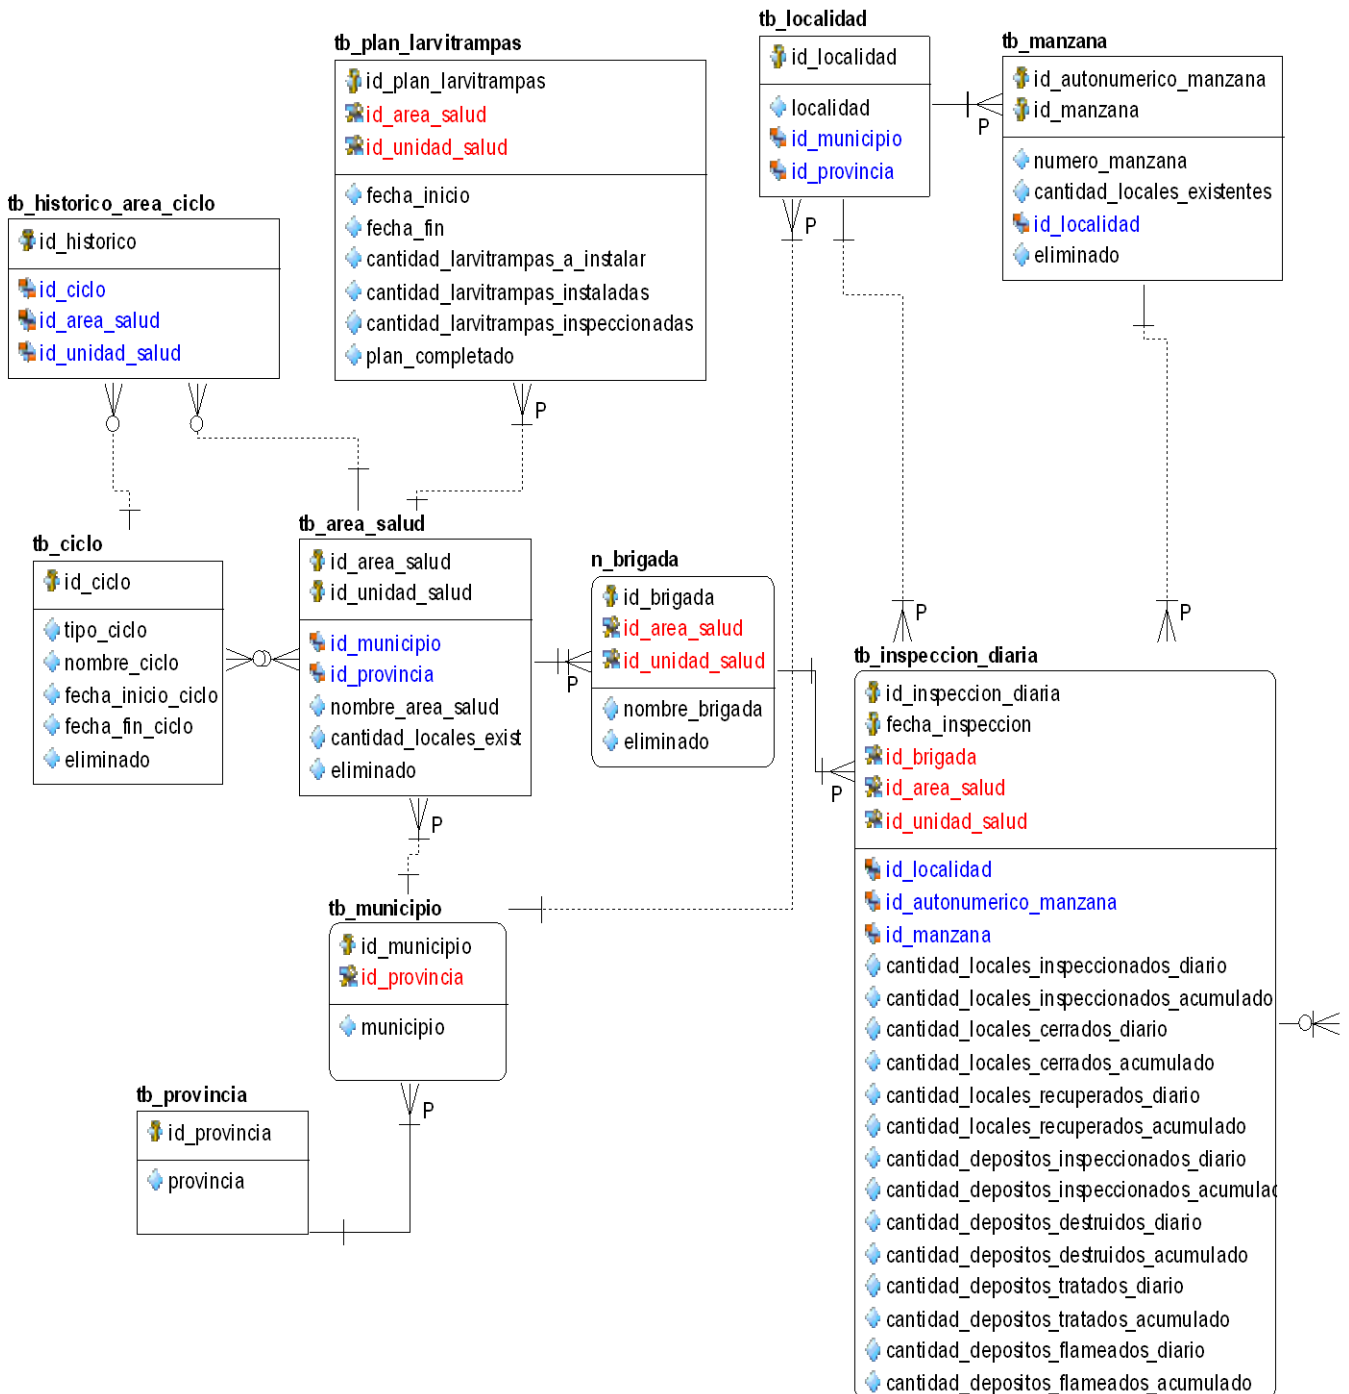 tb_plan_larvitrampas
id_plan_larvitrampas
id_area_salud
id_unidad_salud
fecha_inicio
fecha_fin
cantidad_larvitrampas_a_instalar
cantidad_larvitrampas_instaladas
cantidad_larvitrampas_inspeccionadas
plan_completado
P
tb_localidad
id_localidad
localidad
id_municipio
id_provincia
P
tb_manzana
id_autonumerico_manzana
id_manzana
numero_manzana
cantidad_locales_existentes
id_localidad
eliminado
P
tb_historico_area_ciclo
id_historico
id_ciclo
id_area_salud
id_unidad_salud
tb_ciclo
id_ciclo
tipo_ciclo
nombre_ciclo
fecha_inicio_ciclo
fecha_fin_ciclo
eliminado
tb_area_salud
id_area_salud
id_unidad_salud
id_municipio
id_provincia
nombre_area_salud
cantidad_locales_exist
eliminado
P
n_brigada
id_brigada
id_area_salud
id_unidad_salud
nombre_brigada
eliminado
P
P
P
tb_inspeccion_diaria
id_inspeccion_diaria
fecha_inspeccion
id_brigada
id_area_salud
id_unidad_salud
id_localidad
id_autonumerico_manzana
id_manzana
cantidad_locales_inspeccionados_diario
cantidad_locales_inspeccionados_acumulado
cantidad_locales_cerrados_diario
cantidad_locales_cerrados_acumulado
cantidad_locales_recuperados_diario
cantidad_locales_recuperados_acumulado
cantidad_depositos_inspeccionados_diario
cantidad_depositos_inspeccionados_acumulad
cantidad_depositos_destruidos_diario
cantidad_depositos_destruidos_acumulado
cantidad_depositos_tratados_diario
cantidad_depositos_tratados_acumulado
cantidad_depositos_flameados_diario
cantidad_depositos_flameados_acumulado
P
tb_municipio
id_municipio
id_provincia
municipio
P
tb_provincia
id_provincia
provincia